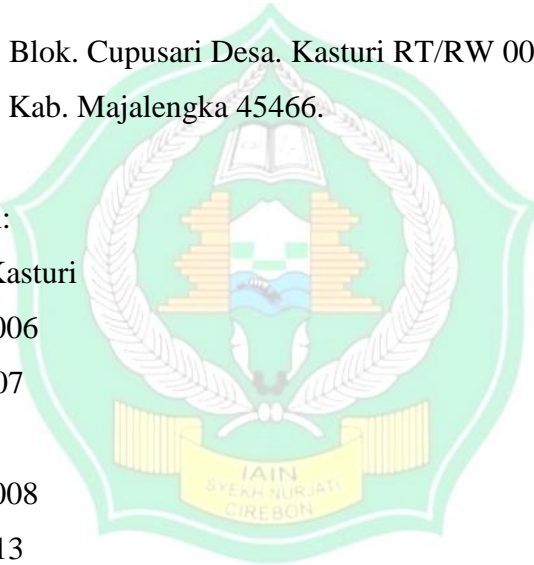 Blok. Cupusari Desa. Kasturi RT/RW 00
Kab. Majalengka 45466.
:
Kasturi
006
07
008
13
IAIN
SYEKH NURJATI
CIREBON